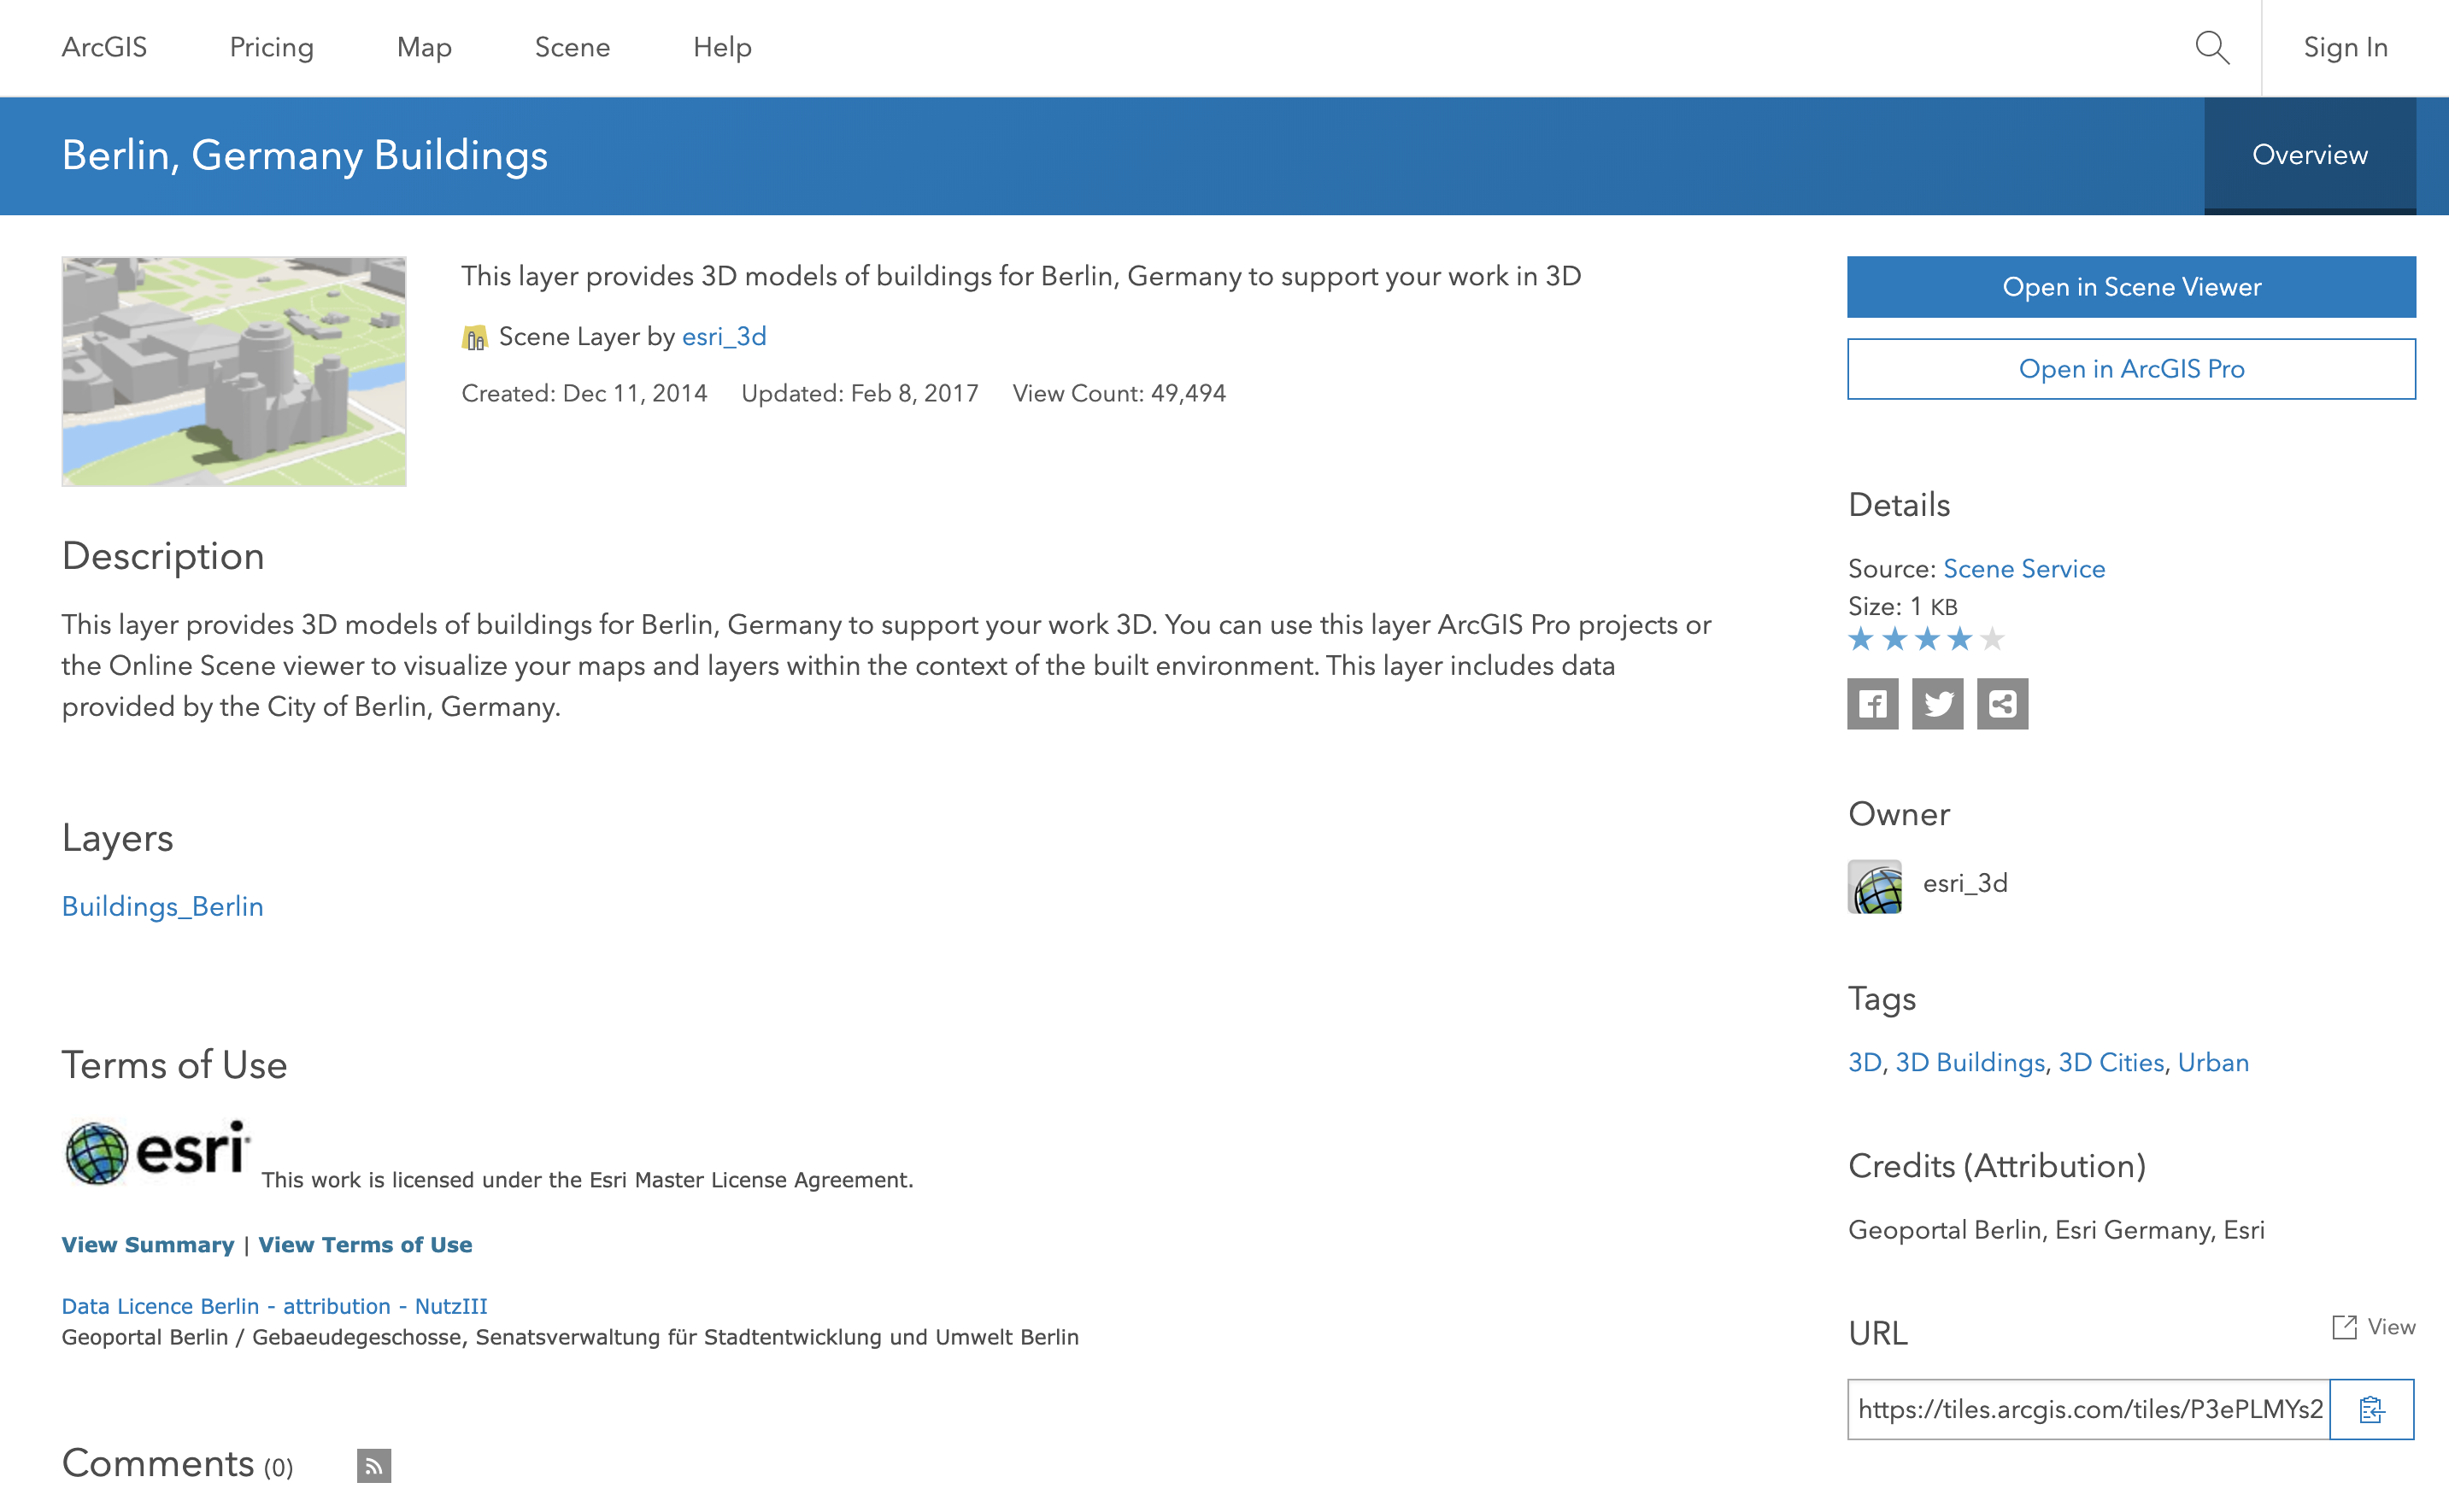 ArcGIS Pricing Map Scene Help Sign In
Berlin, Germany Buildings Overview
This layer provides 3D models of buildings for Berlin, Germany to support your work in 3D
Scene Layer by esri_3d
Created: Dec 11, 2014 Updated: Feb 8, 2017 View Count: 49,494
Description
This layer provides 3D models of buildings for Berlin, Germany to support your work 3D. You can use this layer ArcGIS Pro projects or
the Online Scene viewer to visualize your maps and layers within the context of the built environment. This layer includes data
provided by the City of Berlin, Germany.
Layers
Buildings_Berlin
Terms of Use
esri
This work is licensed under the Esri Master License Agreement.
View Summary | View Terms of Use
Data Licence Berlin - attribution - NutzIII
Geoportal Berlin / Gebaeudegeschosse, Senatsverwaltung für Stadtentwicklung und Umwelt Berlin
Comments (0)
Open in Scene Viewer
Open in ArcGIS Pro
Details
Source: Scene Service
Size: 1 KB
Owner
esri_3d
Tags
3D, 3D Buildings, 3D Cities, Urban
Credits (Attribution)
Geoportal Berlin, Esri Germany, Esri
URL View
https://tiles.arcgis.com/tiles/P3ePLMYs2